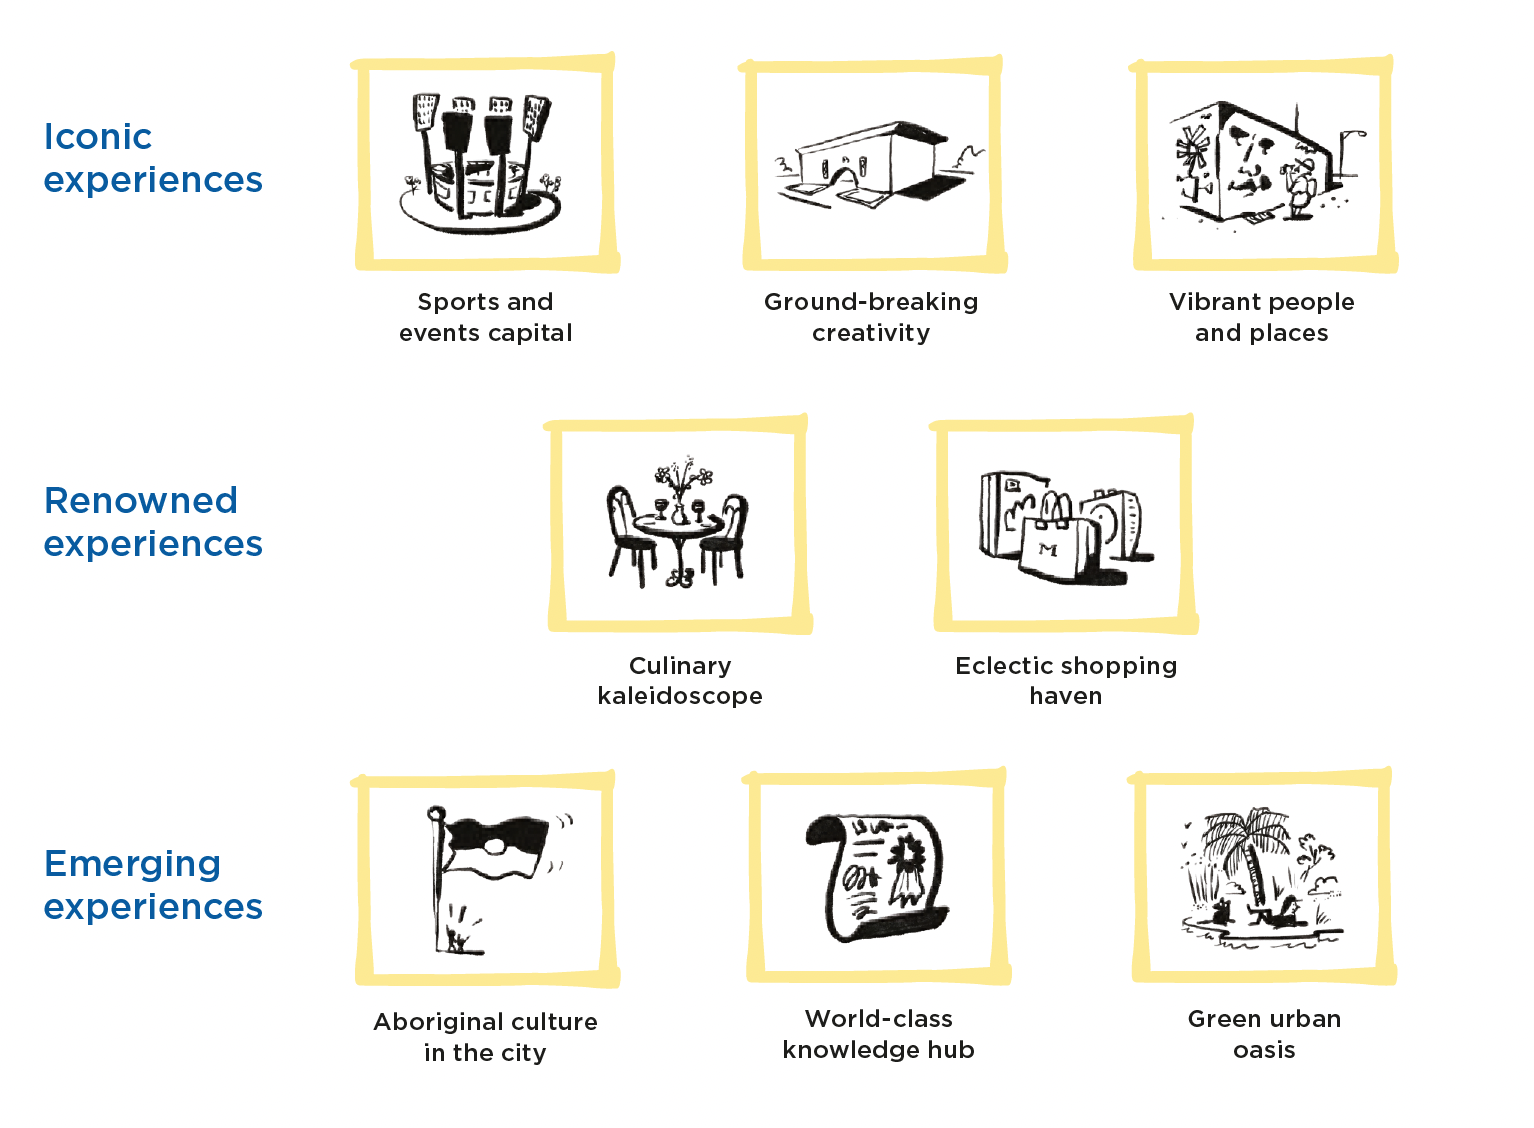 Iconic
experiences
Sports and
events capital
Ground-breaking
creativity
Vibrant people
and places
Renowned
experiences
M
Culinary
kaleidoscope
Eclectic shopping
haven
Emerging
experiences
Aboriginal culture
in the city
World-class
knowledge hub
Green urban
oasis